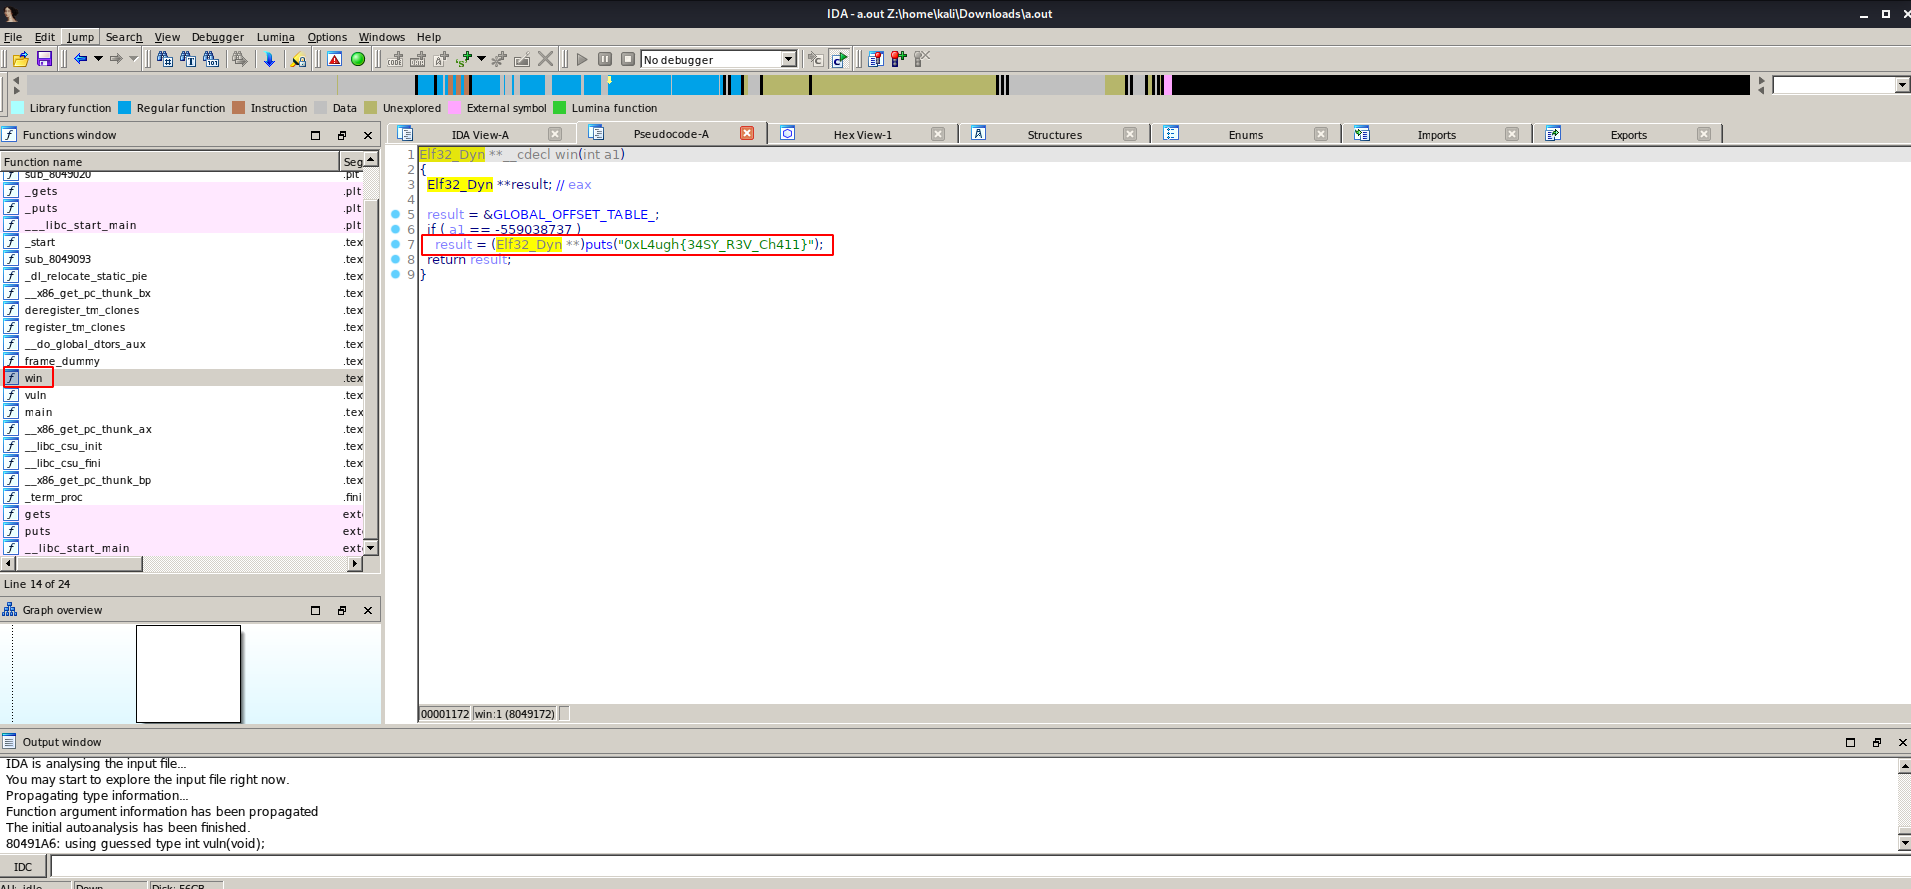 IDA - a.out Z:\home\kali\Downloads\a.out
File Edit Jump Search View Debugger Lumina Options Windows Help
No debugger
Library function Regular function Instruction Data Unexplored External symbol Lumina function
Functions window
IDA View-A Pseudocode-A Hex View-1 Structures Enums Imports Exports
Function name Seg
sub_8049020 .plt
_gets .plt
_puts .plt
___libc_start_main .plt
_start .tex
sub_8049093 .tex
_dl_relocate_static_pie .tex
__x86_get_pc_thunk_bx .tex
deregister_tm_clones .tex
register_tm_clones .tex
__do_global_dtors_aux .tex
frame_dummy .tex
win .tex
vuln .tex
main .tex
__x86_get_pc_thunk_ax .tex
__libc_csu_init .tex
__libc_csu_fini .tex
__x86_get_pc_thunk_bp .tex
_term_proc .fini
gets exte
puts exte
__libc_start_main exte
Line 14 of 24
Graph overview
1 Elf32_Dyn **__cdecl win(int a1)
2 {
3 Elf32_Dyn **result; // eax
4
5 result = &GLOBAL_OFFSET_TABLE_;
6 if ( a1 == -559038737 )
7 result = (Elf32_Dyn **)puts("0xL4ugh{34SY_R3V_Ch411}");
8 return result;
9 }
00001172 win:1 (8049172)
Output window
IDA is analysing the input file...
You may start to explore the input file right now.
Propagating type information...
Function argument information has been propagated
The initial autoanalysis has been finished.
80491A6: using guessed type int vuln(void);
IDC
AU: idle Down Disk: 56GB